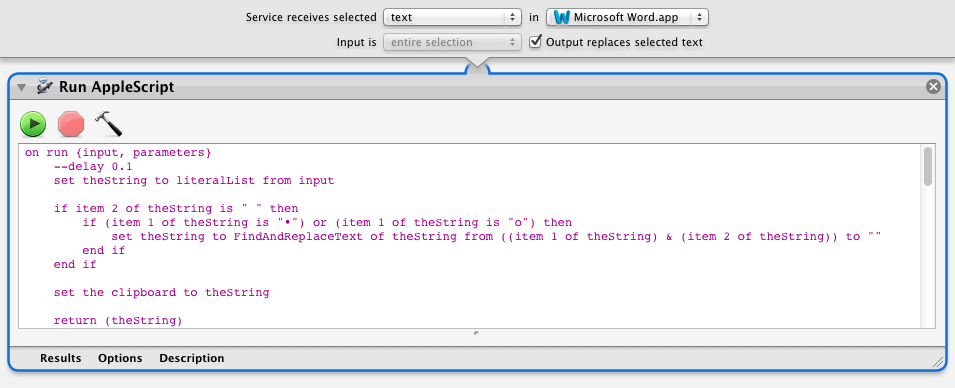 Service receives selected text in Microsoft Word.app
Input is entire selection Output replaces selected text
Run AppleScript
on run {input, parameters}
    --delay 0.1
    set theString to literalList from input

    if item 2 of theString is " " then
        if (item 1 of theString is "•") or (item 1 of theString is "o") then
            set theString to FindAndReplaceText of theString from ((item 1 of theString) & (item 2 of theString)) to ""
        end if
    end if

    set the clipboard to theString

    return (theString)
Results Options Description